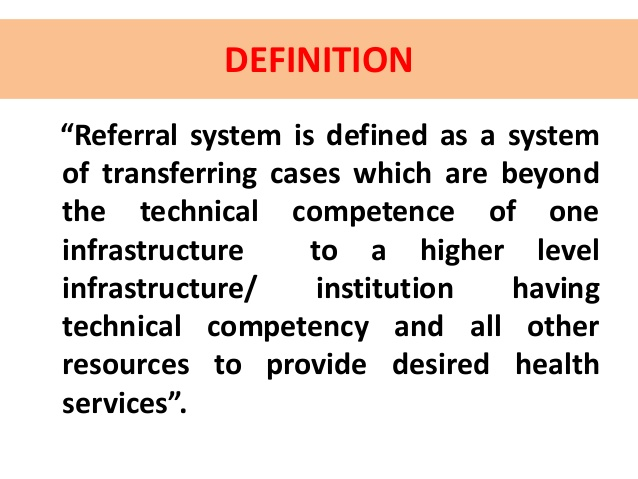 DEFINITION
“Referral system is defined as a system
of transferring cases which are beyond
the technical competence of one
infrastructure to a higher level
infrastructure/ institution having
technical competency and all other
resources to provide desired health
services”.